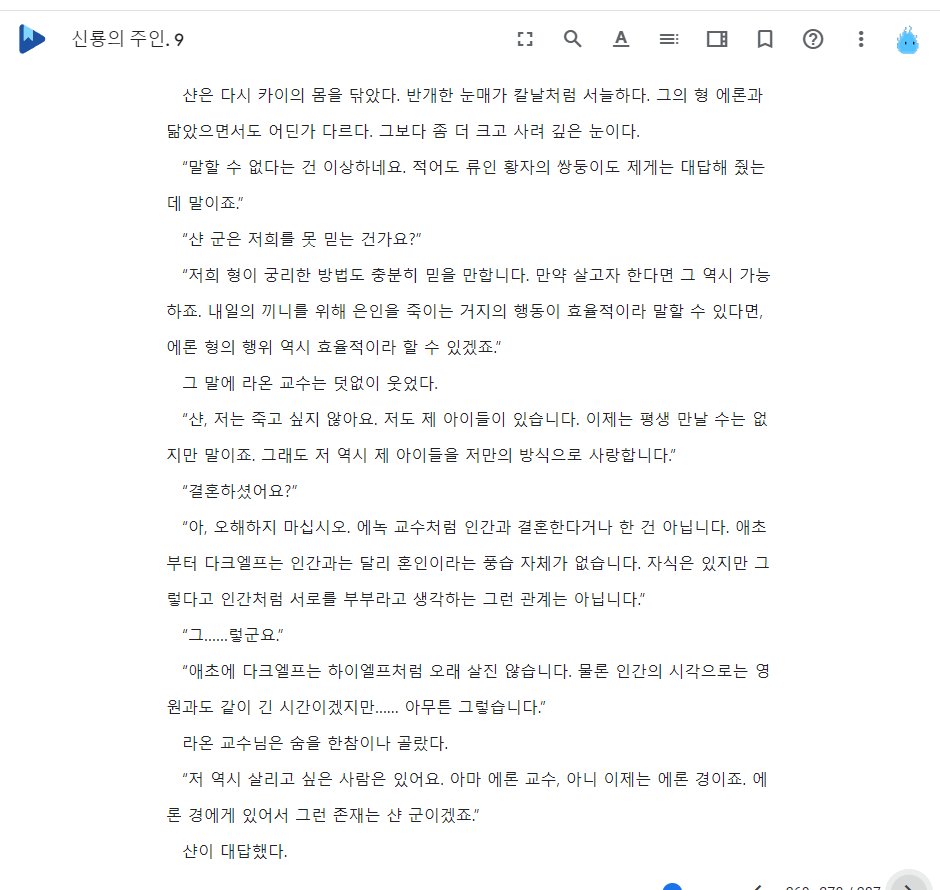 신룡의 주인. 9
샨은 다시 카이의 몸을 닦았다. 반개한 눈매가 칼날처럼 서늘하다. 그의 형 에론과
닮았으면서도 어딘가 다르다. 그보다 좀 더 크고 사려 깊은 눈이다.
“말할 수 없다는 건 이상하네요. 적어도 류인 황자의 쌍둥이도 제게는 대답해 줬는
데 말이죠.”
“샨 군은 저희를 못 믿는 건가요?”
“저희 형이 궁리한 방법도 충분히 믿을 만합니다. 만약 살고자 한다면 그 역시 가능
하죠. 내일의 끼니를 위해 은인을 죽이는 거지의 행동이 효율적이라 말할 수 있다면,
에론 형의 행위 역시 효율적이라 할 수 있겠죠.”
그 말에 라온 교수는 덧없이 웃었다.
“샨, 저는 죽고 싶지 않아요. 저도 제 아이들이 있습니다. 이제는 평생 만날 수는 없
지만 말이죠. 그래도 저 역시 제 아이들을 저만의 방식으로 사랑합니다.”
“결혼하셨어요?”
“아, 오해하지 마십시오. 에녹 교수처럼 인간과 결혼한다거나 한 건 아닙니다. 애초
부터 다크엘프는 인간과는 달리 혼인이라는 풍습 자체가 없습니다. 자식은 있지만 그
렇다고 인간처럼 서로를 부부라고 생각하는 그런 관계는 아닙니다.”
“그......렇군요.”
“애초에 다크엘프는 하이엘프처럼 오래 살진 않습니다. 물론 인간의 시각으로는 영
원과도 같이 긴 시간이겠지만...... 아무튼 그렇습니다.”
라온 교수님은 숨을 한참이나 골랐다.
“저 역시 살리고 싶은 사람은 있어요. 아마 에론 교수, 아니 이제는 에론 경이죠. 에
론 경에게 있어서 그런 존재는 샨 군이겠죠.”
샨이 대답했다.